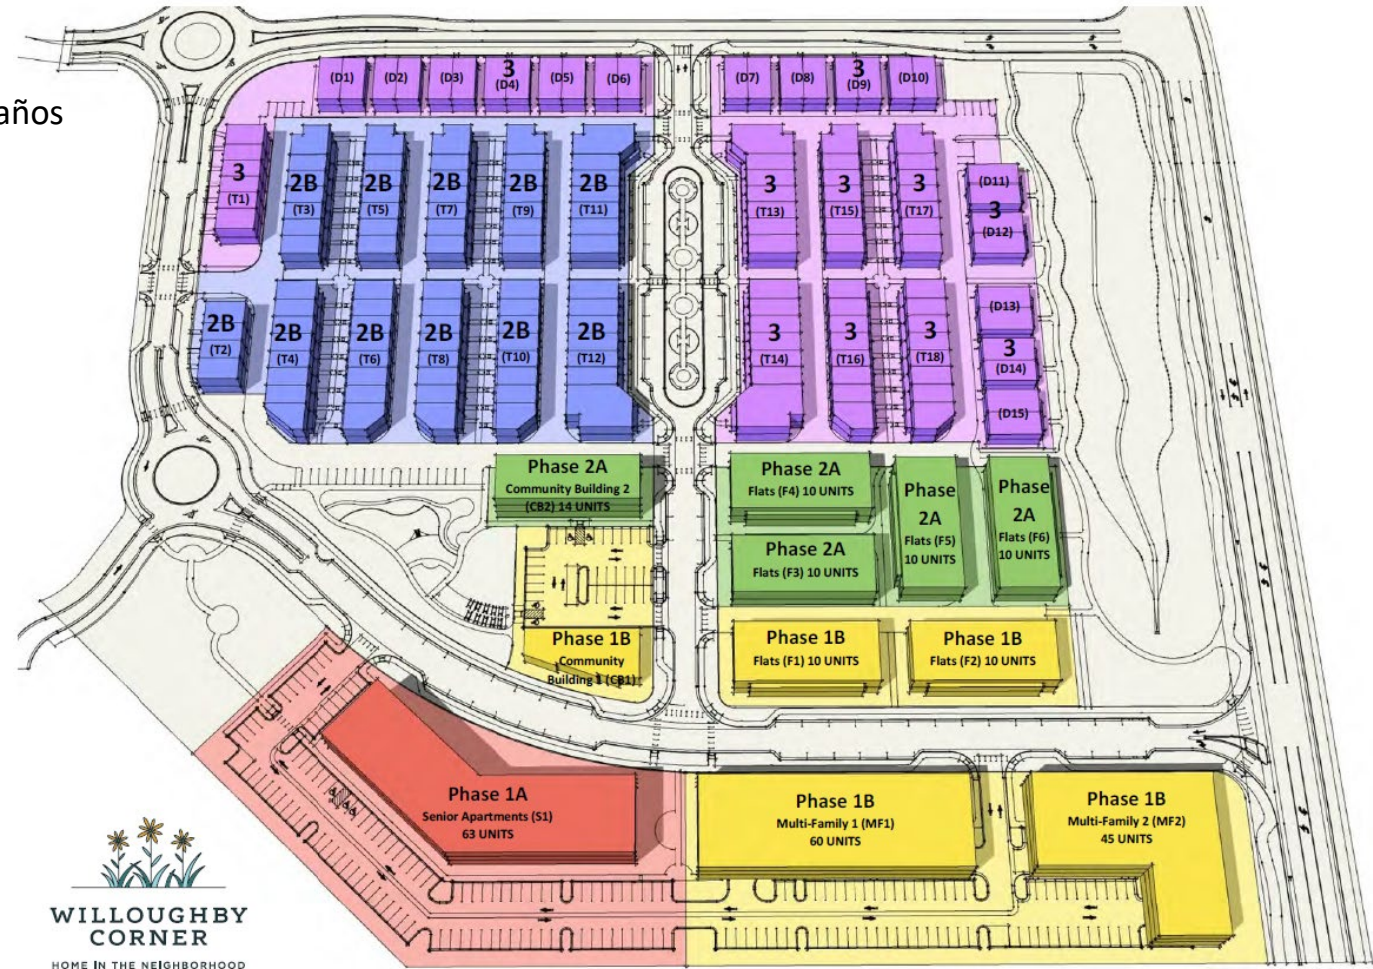 años
(D1)
(D2)
(D3)
3
(D4)
(D5)
(D6)
(D7)
(D8)
3
(D9)
(D10)
3
(T1)
2B
(T3)
2B
(T5)
2B
(T7)
2B
(T9)
2B
(T11)
3
(T13)
3
(T15)
3
(T17)
(D11)
3
(D12)
2B
(T2)
2B
(T4)
2B
(T6)
2B
(T8)
2B
(T10)
2B
(T12)
3
(T14)
3
(T16)
3
(T18)
(D13)
3
(D14)
(D15)
Phase 2A
Community Building 2
(CB2) 14 UNITS
Phase 2A
Flats (F4) 10 UNITS
Phase
2A
Flats (F5)
10 UNITS
Phase
2A
Flats (F6)
10 UNITS
Phase 2A
Flats (F3) 10 UNITS
Phase 1B
Community
Building 1 (CB1)
Phase 1B
Flats (F1) 10 UNITS
Phase 1B
Flats (F2) 10 UNITS
Phase 1A
Senior Apartments (S1)
63 UNITS
Phase 1B
Multi-Family 1 (MF1)
60 UNITS
Phase 1B
Multi-Family 2 (MF2)
45 UNITS
WILLOUGHBY
CORNER
HOME IN THE NEIGHBORHOOD